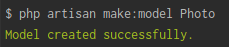 $ php artisan make:model Photo
Model created successfully.